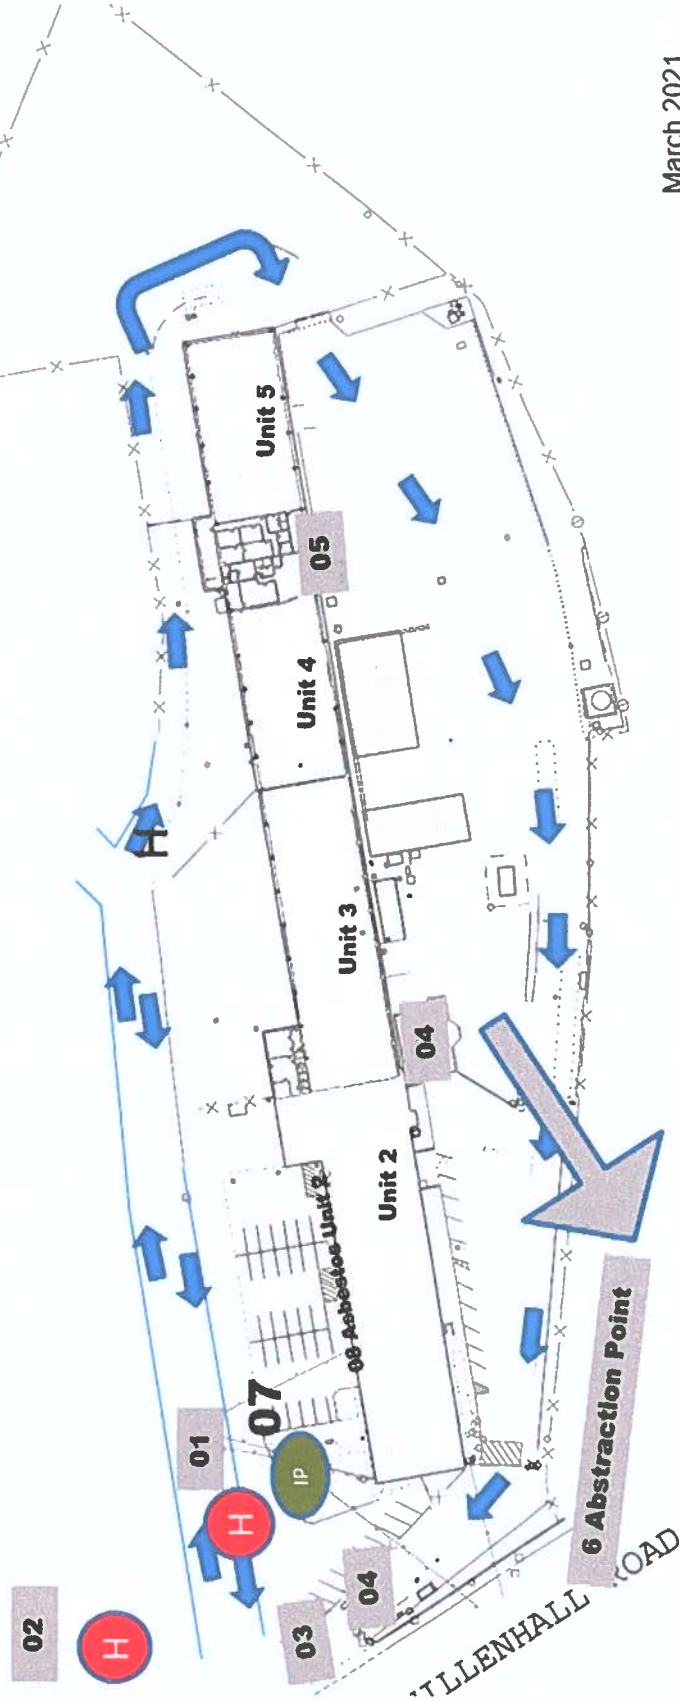 March 2021
Unit 5
05
Unit 4
H
Unit 3
04
Unit 2
08 Asbestos Unit 2
07
01
IP
H
02
H
03
04
6 Abstraction Point
ROAD